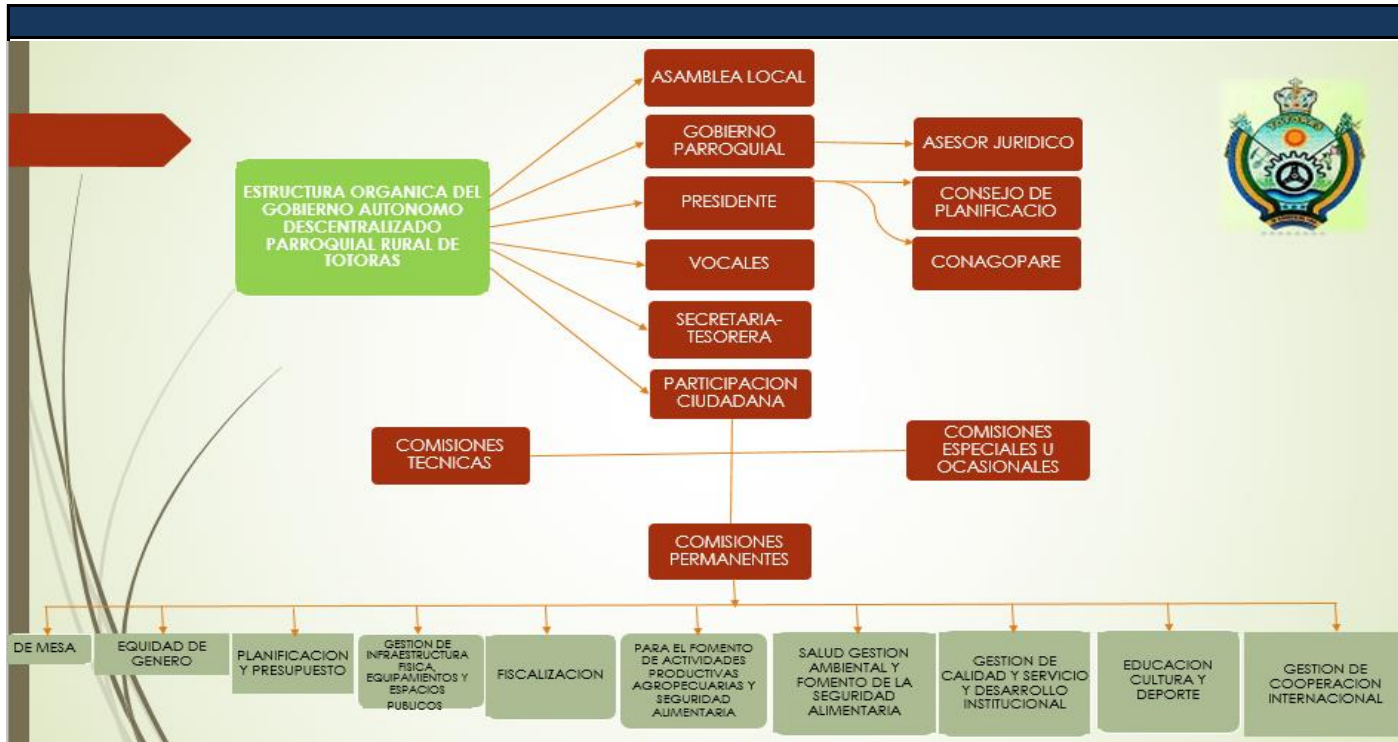 ASAMBLEA LOCAL
GOBIERNO
PARROQUIAL
ASESOR JURIDICO
ESTRUCTURA ORGANICA DEL
GOBIERNO AUTONOMO
DESCENTRALIZADO
PARROQUIAL RURAL DE
TOTORAS
PRESIDENTE
CONSEJO DE
PLANIFICACIO
VOCALES
CONAGOPARE
SECRETARIA-
TESORERA
PARTICIPACION
CIUDADANA
COMISIONES
TECNICAS
COMISIONES
ESPECIALES U
OCASIONALES
COMISIONES
PERMANENTES
DE MESA
EQUIDAD DE
GENERO
PLANIFICACION
Y PRESUPUESTO
GESTION DE
INFRAESTRUCTURA
FISICA,
EQUIPAMIENTOS Y
ESPACIOS
PUBLICOS
FISCALIZACION
PARA EL FOMENTO
DE ACTIVIDADES
PRODUCTIVAS
AGROPECUARIAS Y
SEGURIDAD
ALIMENTARIA
SALUD GESTION
AMBIENTAL Y
FOMENTO DE LA
SEGURIDAD
ALIMENTARIA
GESTION DE
CALIDAD Y SERVICIO
Y DESARROLLO
INSTITUCIONAL
EDUCACION
CULTURA Y
DEPORTE
GESTION DE
COOPERACION
INTERNACIONAL
TOTORAS